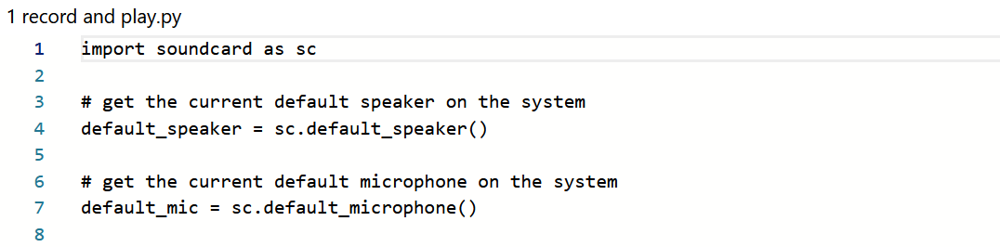 1 record and play.py
1 import soundcard as sc
2
3 # get the current default speaker on the system
4 default_speaker = sc.default_speaker()
5
6 # get the current default microphone on the system
7 default_mic = sc.default_microphone()
8